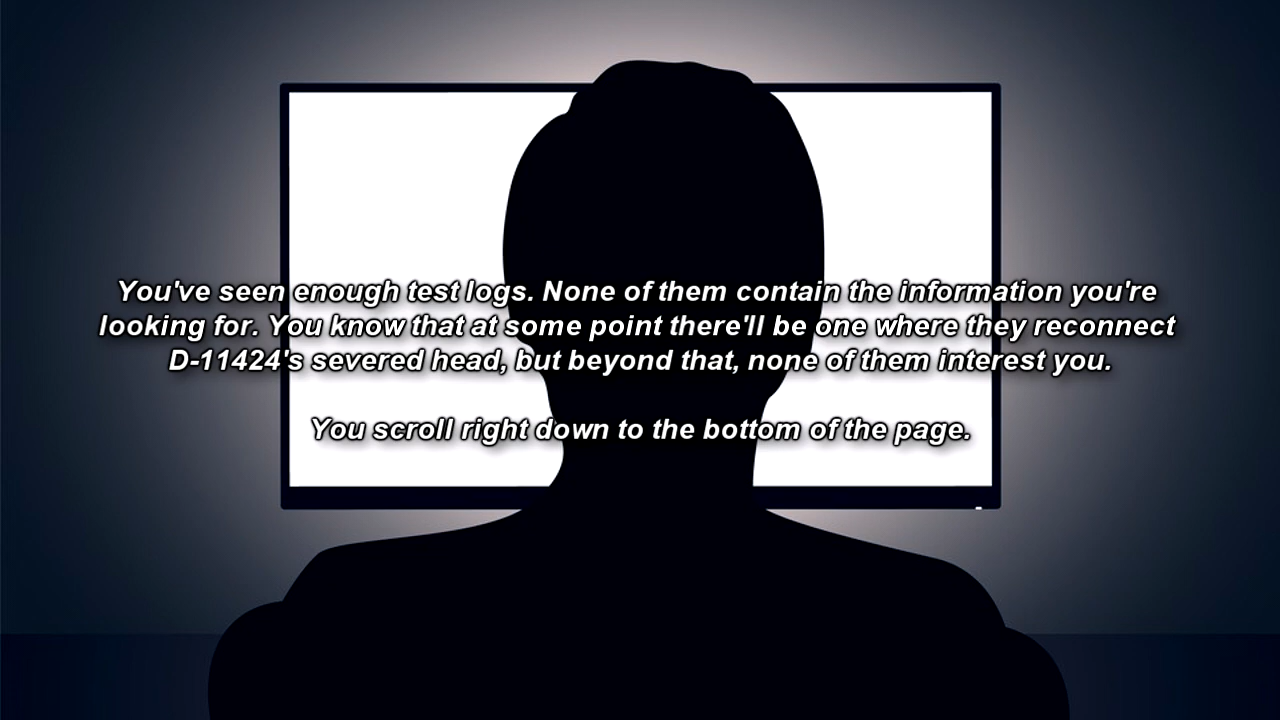 You've seen enough test logs. None of them contain the information you're
looking for. You know that at some point there'll be one where they reconnect
D-11424's severed head, but beyond that, none of them interest you.
You scroll right down to the bottom of the page.